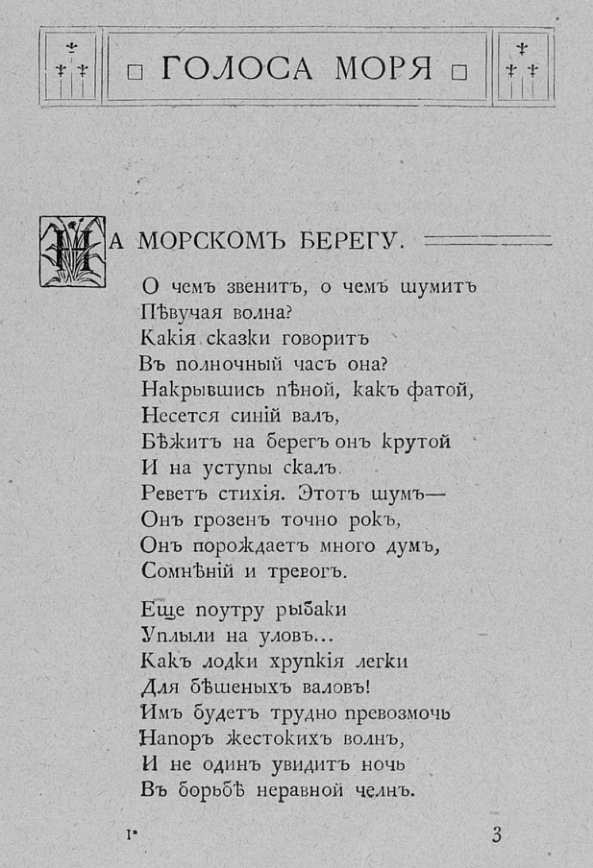 ГОЛОСА МОРЯ
НА МОРСКОМЪ БЕРЕГУ.
О чемъ звенитъ, о чемъ шумитъ
Пѣвучая волна?
Какія сказки говоритъ
Въ полночный часъ она?
Накрывшись пѣной, какъ фатой,
Несется синій валъ,
Бѣжитъ на берегъ онъ крутой
И на уступы скалъ.
Реветъ стихія. Этотъ шумъ—
Онъ грозенъ точно рокъ,
Онъ порождаетъ много думъ,
Сомнѣній и тревогъ.
Еще поутру рыбаки
Уплыли на уловъ...
Какъ лодки хрупкія легки
Для бѣшеныхъ валовъ!
Имъ будетъ трудно превозмочь
Напоръ жестокихъ волнъ,
И не одинъ увидитъ ночь
Въ борьбѣ неравной челнъ.
1* 3